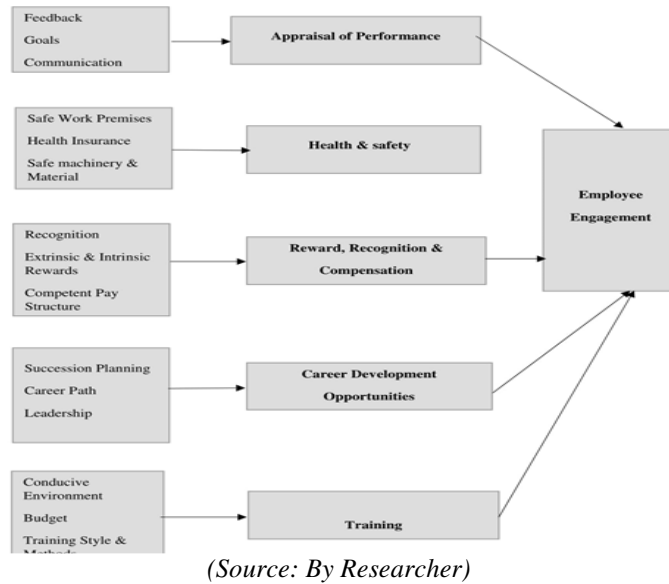 Feedback
Goals
Communication
Appraisal of Performance
Safe Work Premises
Health Insurance
Safe machinery &
Material
Health & safety
Employee
Engagement
Recognition
Extrinsic & Intrinsic
Rewards
Competent Pay
Structure
Reward, Recognition &
Compensation
Succession Planning
Career Path
Leadership
Career Development
Opportunities
Conducive
Environment
Budget
Training Style &
Training
(Source: By Researcher)